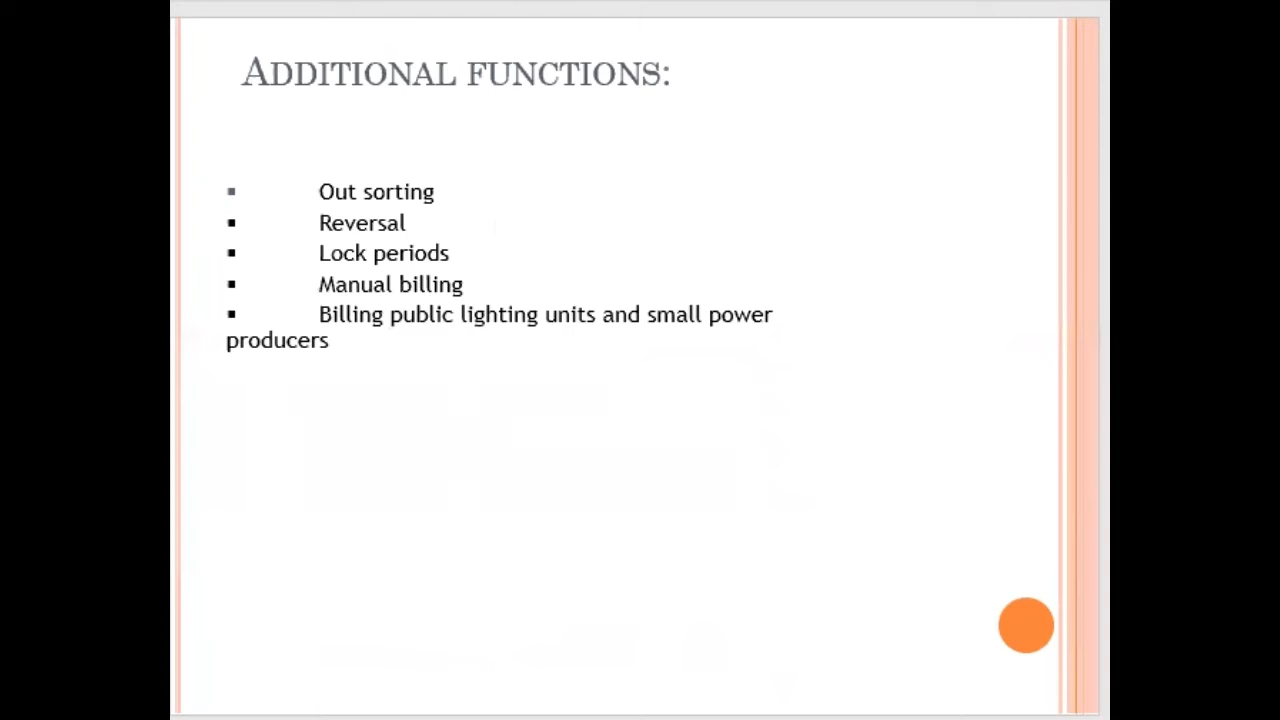 ADDITIONAL FUNCTIONS:
▪ Out sorting
▪ Reversal
▪ Lock periods
▪ Manual billing
▪ Billing public lighting units and small power
producers